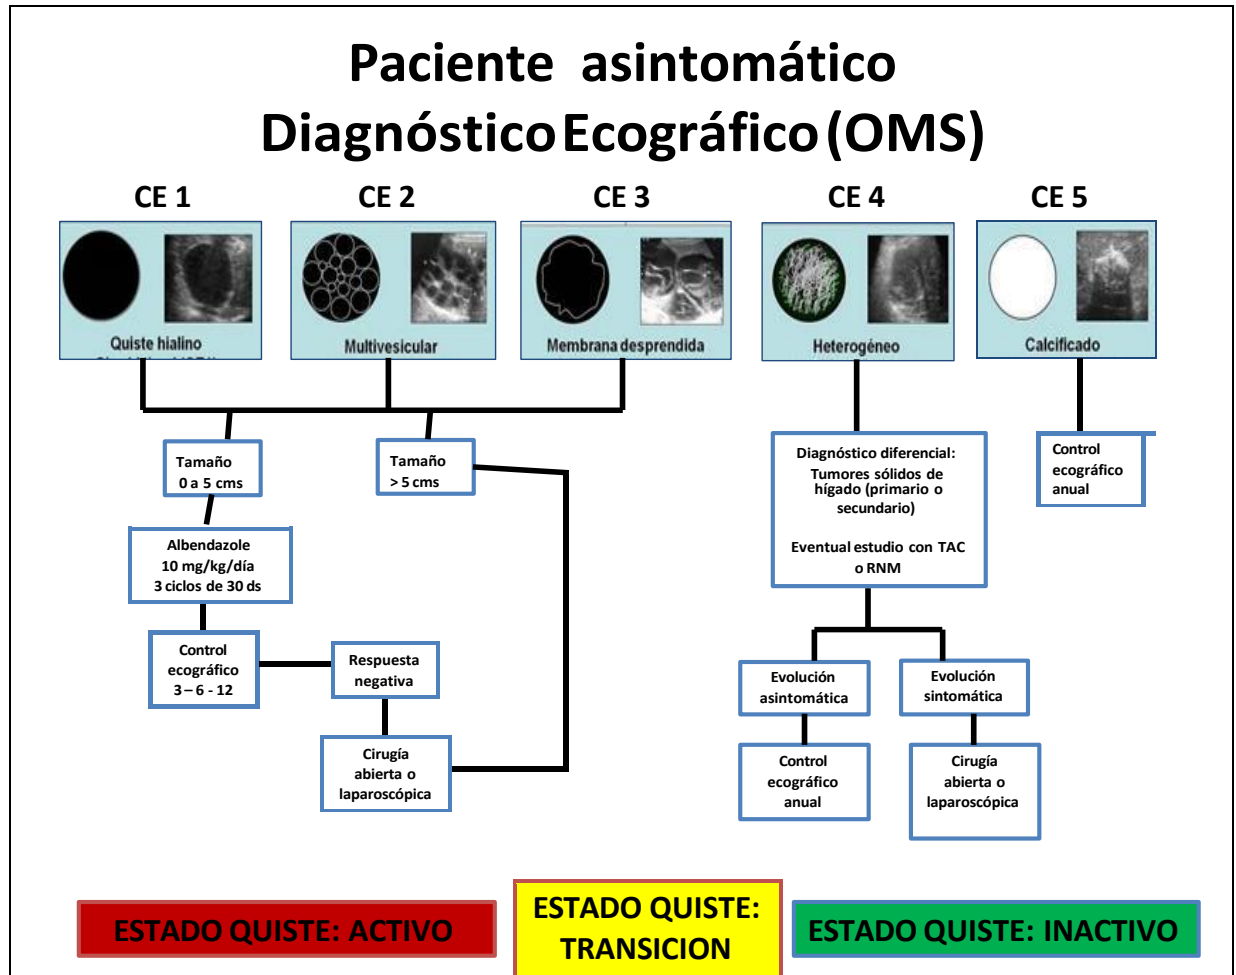 Paciente asintomático
Diagnóstico Ecográfico (OMS)
CE 1
CE 2
CE 3
CE 4
CE 5
Quiste hialino
Multivesicular
Membrana desprendida
Heterogéneo
Calcificado
Tamaño
0 a 5 cms
Tamaño
> 5 cms
Diagnóstico diferencial:
Tumores sólidos de
hígado (primario o
secundario)
Eventual estudio con TAC
o RNM
Control
ecográfico
anual
Albendazole
10 mg/kg/día
3 ciclos de 30 ds
Control
ecográfico
3 – 6 - 12
Respuesta
negativa
Cirugía
abierta o
laparoscópica
Evolución
asintomática
Evolución
sintomática
Control
ecográfico
anual
Cirugía
abierta o
laparoscópica
ESTADO QUISTE: ACTIVO
ESTADO QUISTE:
TRANSICION
ESTADO QUISTE: INACTIVO